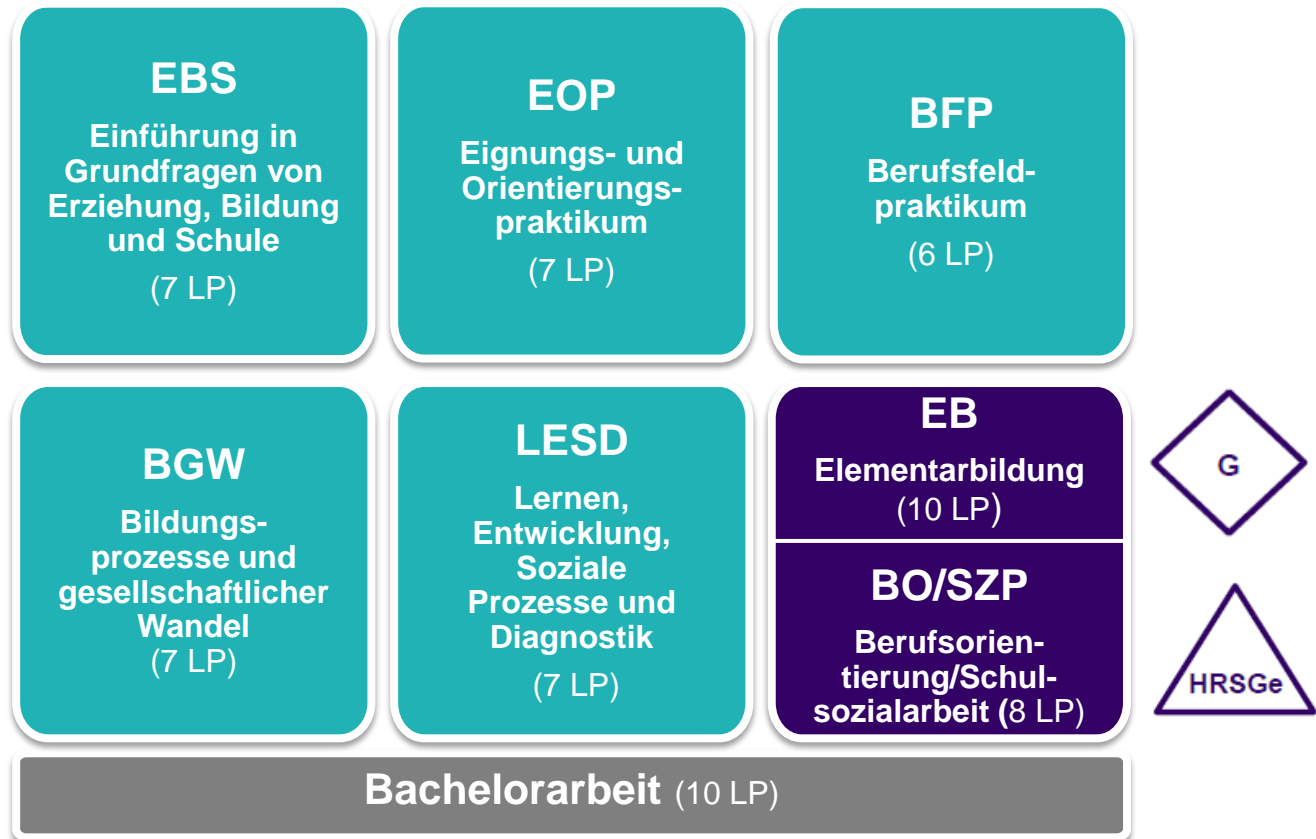 EBS
Einführung in
Grundfragen von
Erziehung, Bildung
und Schule
(7 LP)
EOP
Eignungs- und
Orientierungs-
praktikum
(7 LP)
BFP
Berufsfeld-
praktikum
(6 LP)
BGW
Bildungs-
prozesse und
gesellschaftlicher
Wandel
(7 LP)
LESD
Lernen,
Entwicklung,
Soziale
Prozesse und
Diagnostik
(7 LP)
EB
Elementarbildung
(10 LP)
G
BO/SZP
Berufsorien-
tierung/Schul-
sozialarbeit (8 LP)
HRSGe
Bachelorarbeit (10 LP)